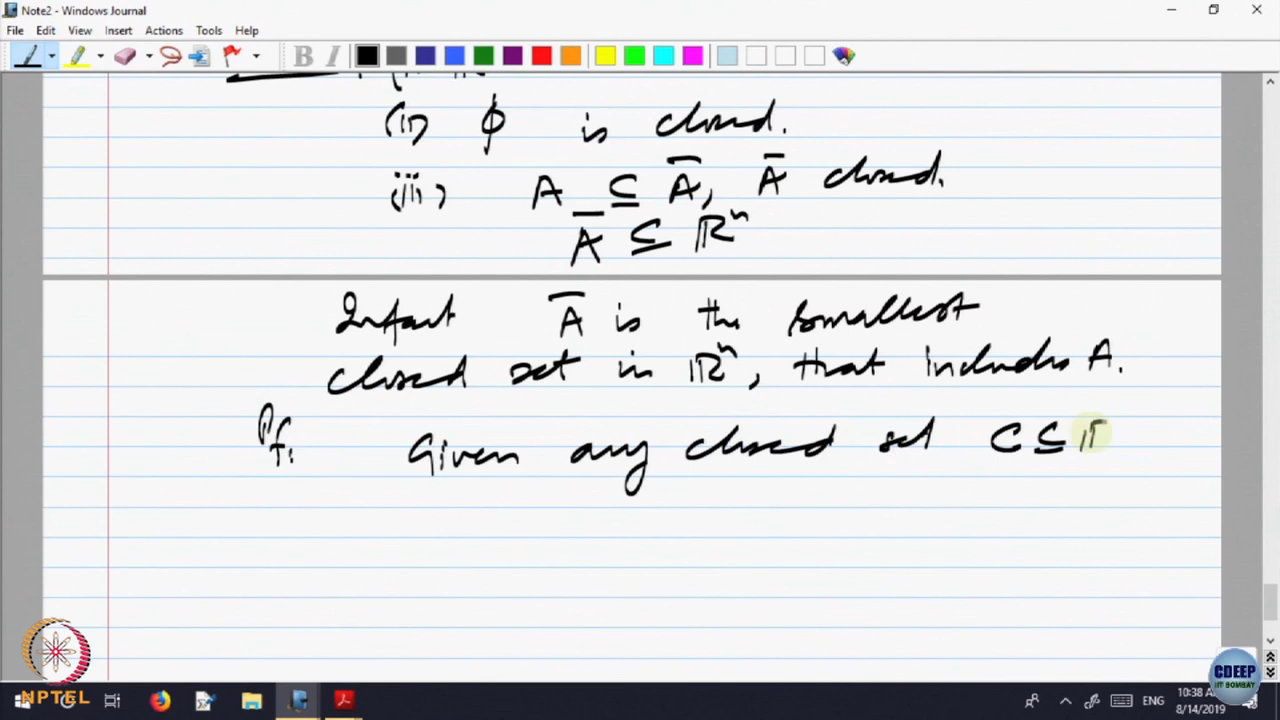 Note2 - Windows Journal
File Edit View Insert Actions Tools Help
(ii) ϕ is closed.
(iii) A ⊆ A̅, A̅ closed.
A̅ ⊆ ℝⁿ
Infact A̅ is the smallest
closed set in ℝⁿ, that includes A.
Pf. Given any closed set C ⊆
NPTEL
CDEEP
IIT BOMBAY
ENG
10:38 A
8/14/2019